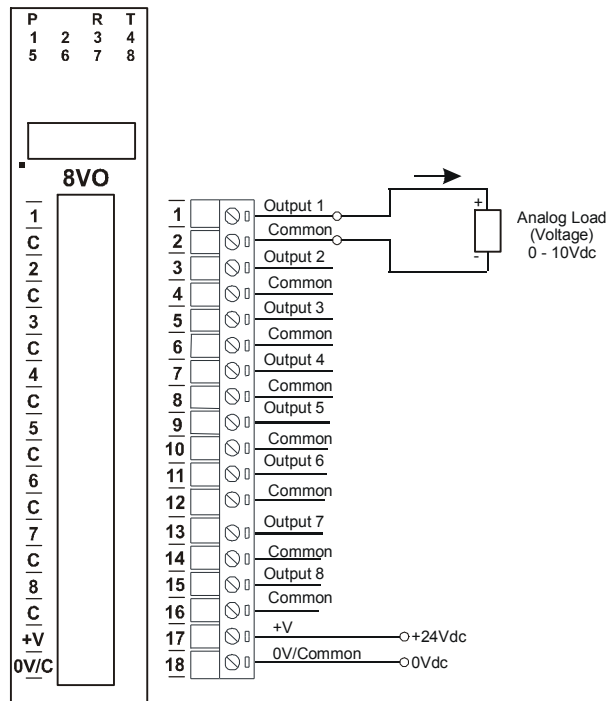 P R T
1 2 3 4
5 6 7 8
8VO
1
C
2
C
3
C
4
C
5
C
6
C
7
C
8
C
+V
0V/C
1 Output 1
2 Common
3 Output 2
4 Common
5 Output 3
6 Common
7 Output 4
8 Common
9 Output 5
10 Common
11 Output 6
12 Common
13 Output 7
14 Common
15 Output 8
16 Common
17 +V +24Vdc
18 0V/Common 0Vdc
+
-
Analog Load
(Voltage)
0 - 10Vdc